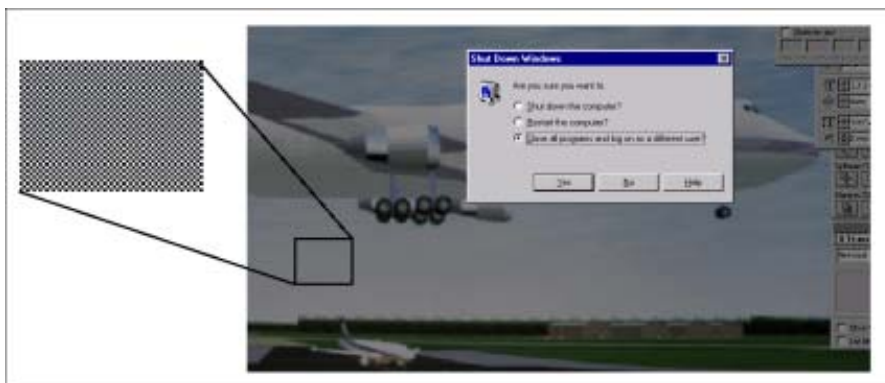 Shut Down Windows
Are you sure you want to:
Shut down the computer?
Restart the computer?
Close all programs and log on as a different user?
Yes
No
Help